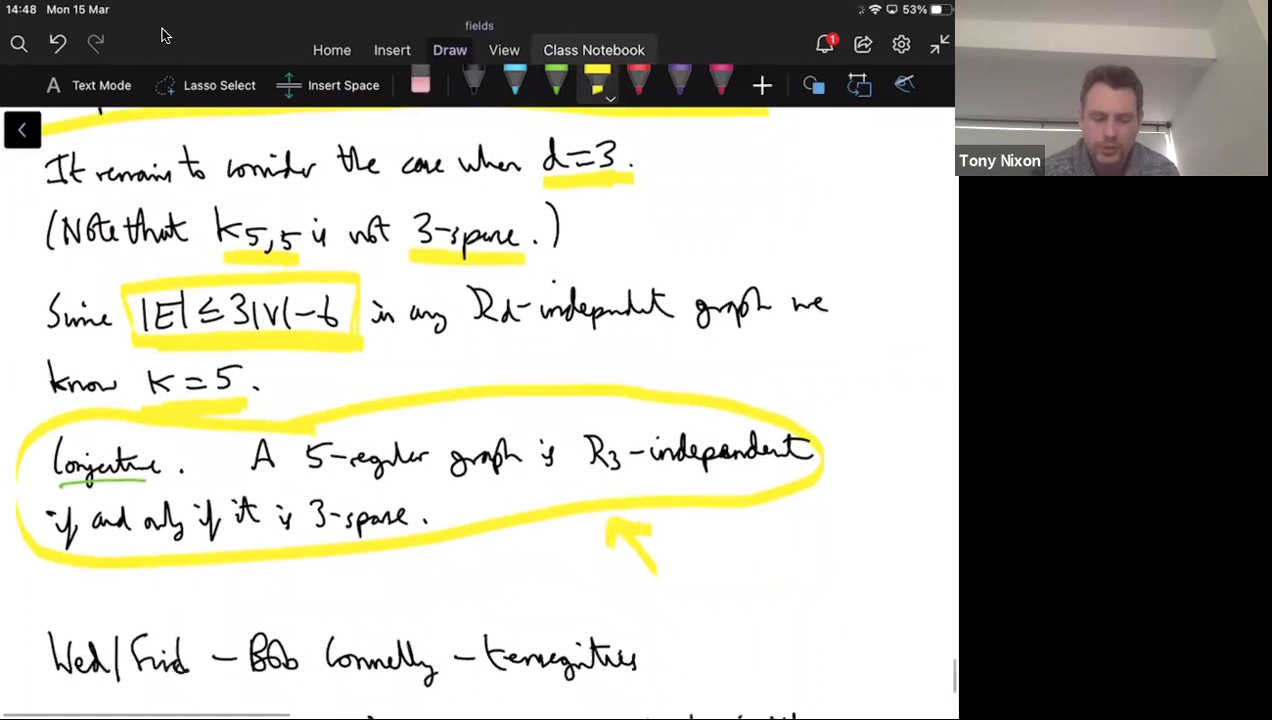 14:48 Mon 15 Mar
53%
fields
Home Insert Draw View Class Notebook
1
A Text Mode Lasso Select Insert Space
Tony Nixon
It remains to consider the case when d=3.
(Note that K5,5 is not 3-sparse.)
Since |E| ≤ 3|V|-6 in any Rd-independent graph we
know k = 5.
Conjecture. A 5-regular graph is R3-independent
if and only if it is 3-sparse.
Wed/Frid - Bob Connelly - tensegrities